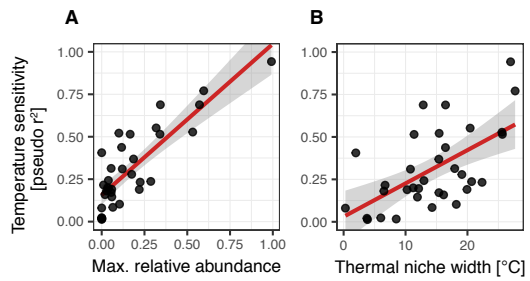 A
B
Temperature sensitivity
[pseudo r²]
1.00
0.75
0.50
0.25
0.00
0.00 0.25 0.50 0.75 1.00
Max. relative abundance
1.00
0.75
0.50
0.25
0.00
0 10 20
Thermal niche width [°C]